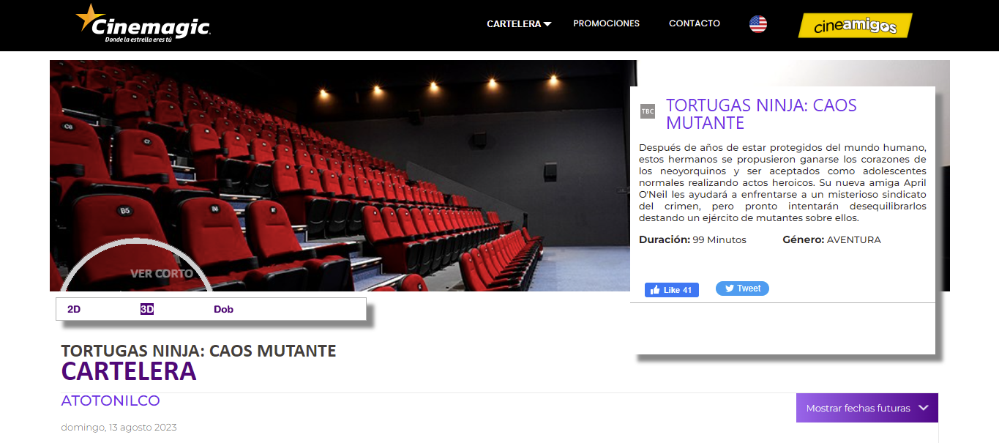 Cinemagic
Donde la estrella eres tú
CARTELERA
PROMOCIONES
CONTACTO
cineamigos
C6
C7
B5
B6
TBC
TORTUGAS NINJA: CAOS
MUTANTE
Después de años de estar protegidos del mundo humano,
estos hermanos se propusieron ganarse los corazones de
los neoyorquinos y ser aceptados como adolescentes
normales realizando actos heroicos. Su nueva amiga April
O'Neil les ayudará a enfrentarse a un misterioso sindicato
del crimen, pero pronto intentarán desequilibrarlos
destando un ejército de mutantes sobre ellos.
Duración: 99 Minutos
Género: AVENTURA
VER CORTO
Like 41
Tweet
2D
3D
Dob
TORTUGAS NINJA: CAOS MUTANTE
CARTELERA
ATOTONILCO
Mostrar fechas futuras
domingo, 13 agosto 2023